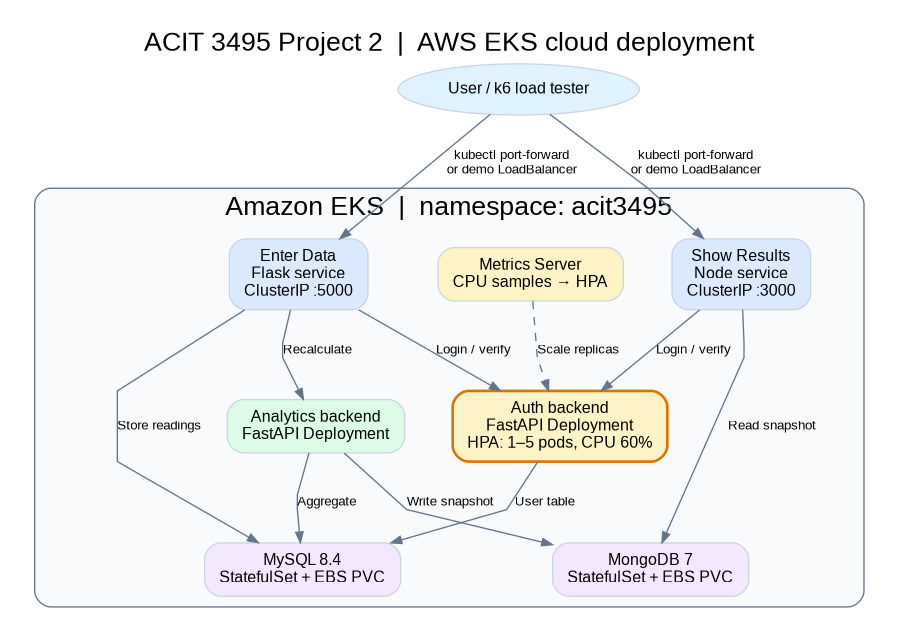 ACIT 3495 Project 2 | AWS EKS cloud deployment
User / k6 load tester
kubectl port-forward
or demo LoadBalancer
kubectl port-forward
or demo LoadBalancer
Amazon EKS | namespace: acit3495
Enter Data
Flask service
ClusterIP :5000
Metrics Server
CPU samples → HPA
Show Results
Node service
ClusterIP :3000
Recalculate
Login / verify
Scale replicas
Login / verify
Store readings
Analytics backend
FastAPI Deployment
Auth backend
FastAPI Deployment
HPA: 1–5 pods, CPU 60%
Read snapshot
Aggregate
Write snapshot
User table
MySQL 8.4
StatefulSet + EBS PVC
MongoDB 7
StatefulSet + EBS PVC